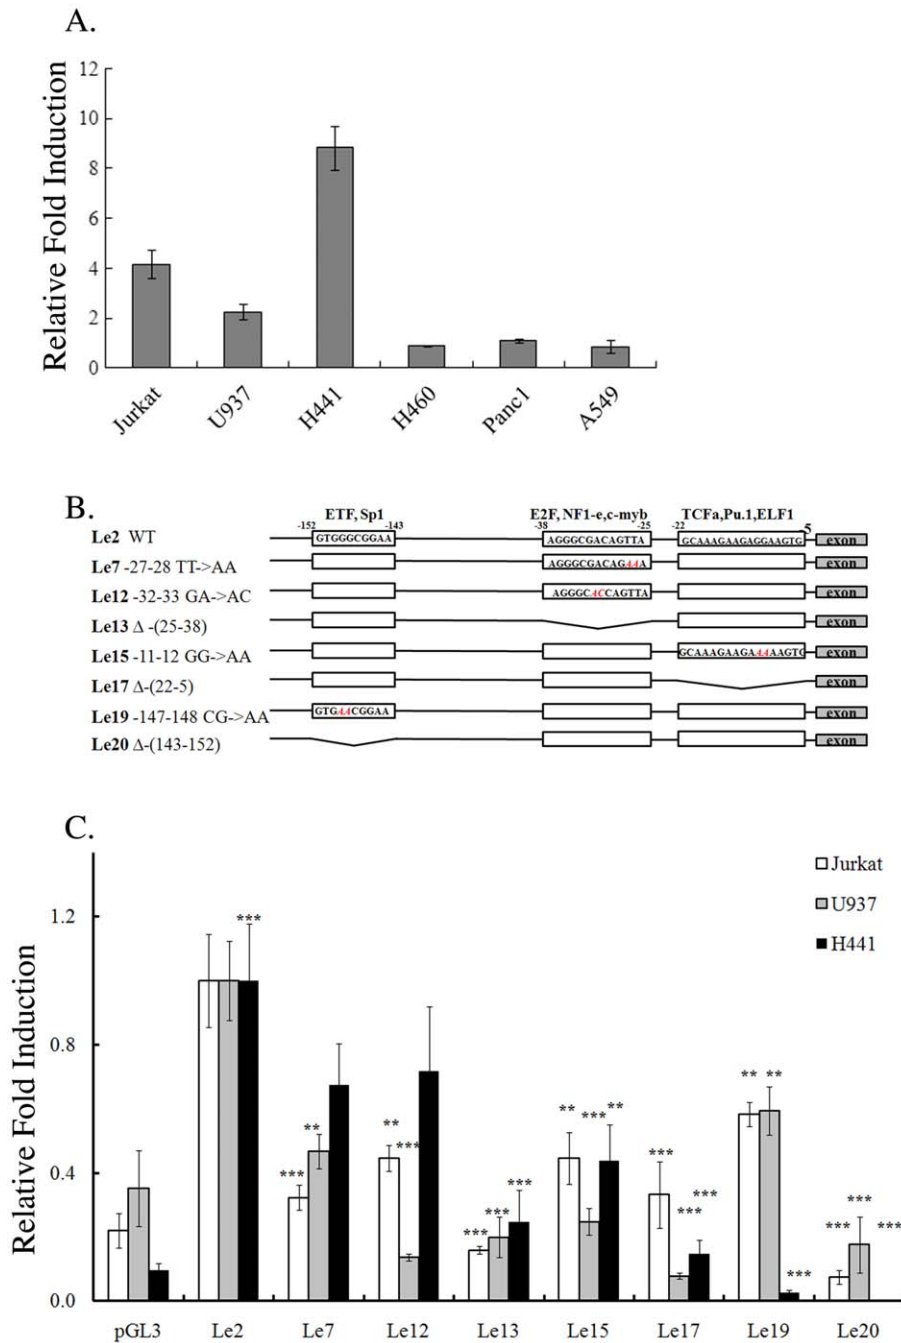 A.
Relative Fold Induction
12
10
8
6
4
2
0
Jurkat U937 H441 H460 Panc1 A549
B.
ETF, Sp1 E2F, NF1-e,c-myb TCFa,Pu.1,ELF1
-152 -143 -38 -25 -22 -5
Le2 WT GTGGGCGGAA AGGGCGACAGTTA GCAAAGAAGAGGAAGTG exon
Le7 -27-28 TT->AA AGGGCGACAGAAA exon
Le12 -32-33 GA->AC AGGGCACCAGTTA exon
Le13 Δ -(25-38) exon
Le15 -11-12 GG->AA GCAAAGAAGAAAAAGTG exon
Le17 Δ-(22-5) exon
Le19 -147-148 CG->AA GTGAACGGAA exon
Le20 Δ-(143-152) exon
C.
Relative Fold Induction
Jurkat
U937
H441
1.2
0.8
0.4
0.0
***
*** **
** ***
*** *** ***
** *** **
*** *** ***
** ** ***
*** *** ***
pGL3 Le2 Le7 Le12 Le13 Le15 Le17 Le19 Le20